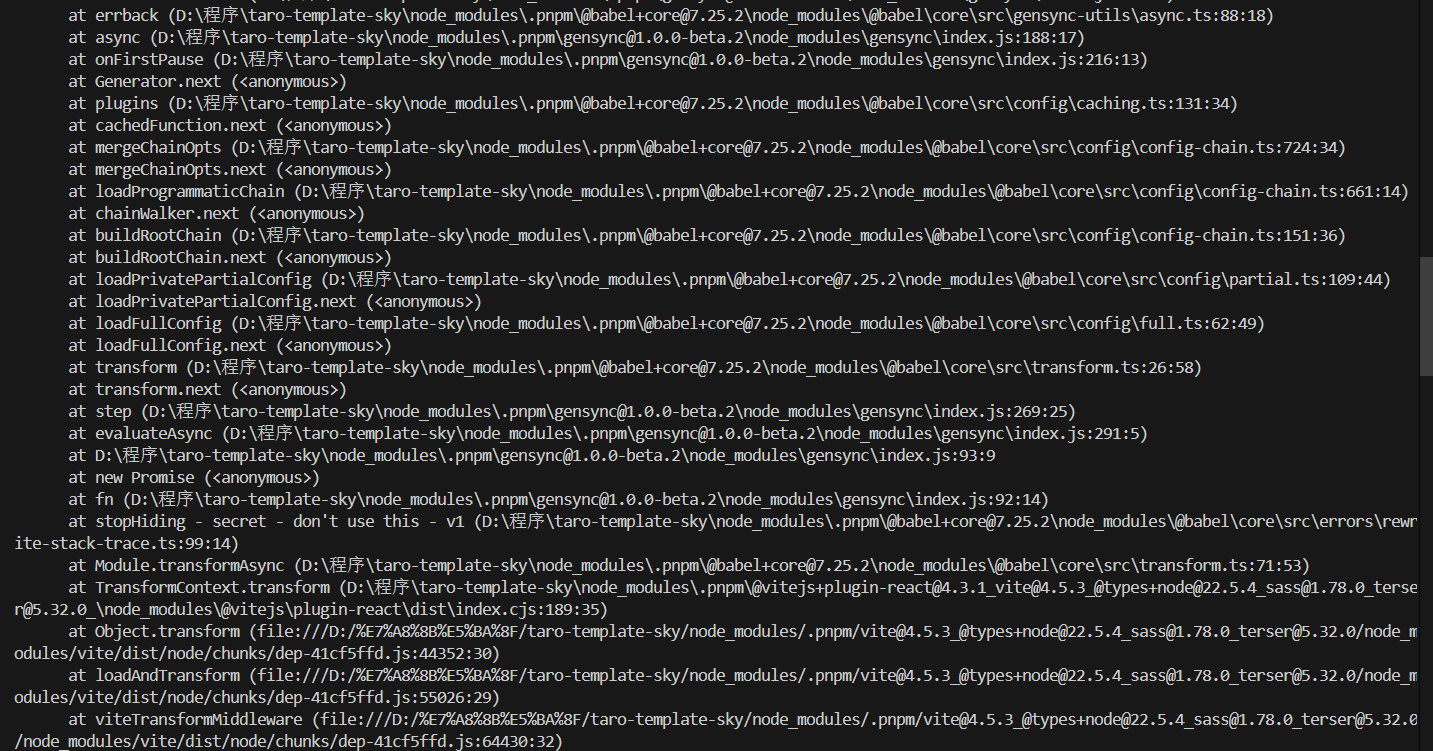 at errback (D:\程序\taro-template-sky\node_modules\.pnpm\@babel+core@7.25.2\node_modules\@babel\core\src\gensync-utils\async.ts:88:18)
at async (D:\程序\taro-template-sky\node_modules\.pnpm\gensync@1.0.0-beta.2\node_modules\gensync\index.js:188:17)
at onFirstPause (D:\程序\taro-template-sky\node_modules\.pnpm\gensync@1.0.0-beta.2\node_modules\gensync\index.js:216:13)
at Generator.next (<anonymous>)
at plugins (D:\程序\taro-template-sky\node_modules\.pnpm\@babel+core@7.25.2\node_modules\@babel\core\src\config\caching.ts:131:34)
at cachedFunction.next (<anonymous>)
at mergeChainOpts (D:\程序\taro-template-sky\node_modules\.pnpm\@babel+core@7.25.2\node_modules\@babel\core\src\config\config-chain.ts:724:34)
at mergeChainOpts.next (<anonymous>)
at loadProgrammaticChain (D:\程序\taro-template-sky\node_modules\.pnpm\@babel+core@7.25.2\node_modules\@babel\core\src\config\config-chain.ts:661:14)
at chainWalker.next (<anonymous>)
at buildRootChain (D:\程序\taro-template-sky\node_modules\.pnpm\@babel+core@7.25.2\node_modules\@babel\core\src\config\config-chain.ts:151:36)
at buildRootChain.next (<anonymous>)
at loadPrivatePartialConfig (D:\程序\taro-template-sky\node_modules\.pnpm\@babel+core@7.25.2\node_modules\@babel\core\src\config\partial.ts:109:44)
at loadPrivatePartialConfig.next (<anonymous>)
at loadFullConfig (D:\程序\taro-template-sky\node_modules\.pnpm\@babel+core@7.25.2\node_modules\@babel\core\src\config\full.ts:62:49)
at loadFullConfig.next (<anonymous>)
at transform (D:\程序\taro-template-sky\node_modules\.pnpm\@babel+core@7.25.2\node_modules\@babel\core\src\transform.ts:26:58)
at transform.next (<anonymous>)
at step (D:\程序\taro-template-sky\node_modules\.pnpm\gensync@1.0.0-beta.2\node_modules\gensync\index.js:269:25)
at evaluateAsync (D:\程序\taro-template-sky\node_modules\.pnpm\gensync@1.0.0-beta.2\node_modules\gensync\index.js:291:5)
at D:\程序\taro-template-sky\node_modules\.pnpm\gensync@1.0.0-beta.2\node_modules\gensync\index.js:93:9
at new Promise (<anonymous>)
at fn (D:\程序\taro-template-sky\node_modules\.pnpm\gensync@1.0.0-beta.2\node_modules\gensync\index.js:92:14)
at stopHiding - secret - don't use this - v1 (D:\程序\taro-template-sky\node_modules\.pnpm\@babel+core@7.25.2\node_modules\@babel\core\src\errors\rewr
ite-stack-trace.ts:99:14)
at Module.transformAsync (D:\程序\taro-template-sky\node_modules\.pnpm\@babel+core@7.25.2\node_modules\@babel\core\src\transform.ts:71:53)
at TransformContext.transform (D:\程序\taro-template-sky\node_modules\.pnpm\@vitejs+plugin-react@4.3.1_vite@4.5.3_@types+node@22.5.4_sass@1.78.0_terse
r@5.32.0_\node_modules\@vitejs\plugin-react\dist\index.cjs:189:35)
at Object.transform (file:///D:/%E7%A8%8B%E5%BA%8F/taro-template-sky/node_modules/.pnpm/vite@4.5.3_@types+node@22.5.4_sass@1.78.0_terser@5.32.0/node_m
odules/vite/dist/node/chunks/dep-41cf5ffd.js:44352:30)
at loadAndTransform (file:///D:/%E7%A8%8B%E5%BA%8F/taro-template-sky/node_modules/.pnpm/vite@4.5.3_@types+node@22.5.4_sass@1.78.0_terser@5.32.0/node_m
odules/vite/dist/node/chunks/dep-41cf5ffd.js:55026:29)
at viteTransformMiddleware (file:///D:/%E7%A8%8B%E5%BA%8F/taro-template-sky/node_modules/.pnpm/vite@4.5.3_@types+node@22.5.4_sass@1.78.0_terser@5.32.0
/node_modules/vite/dist/node/chunks/dep-41cf5ffd.js:64430:32)